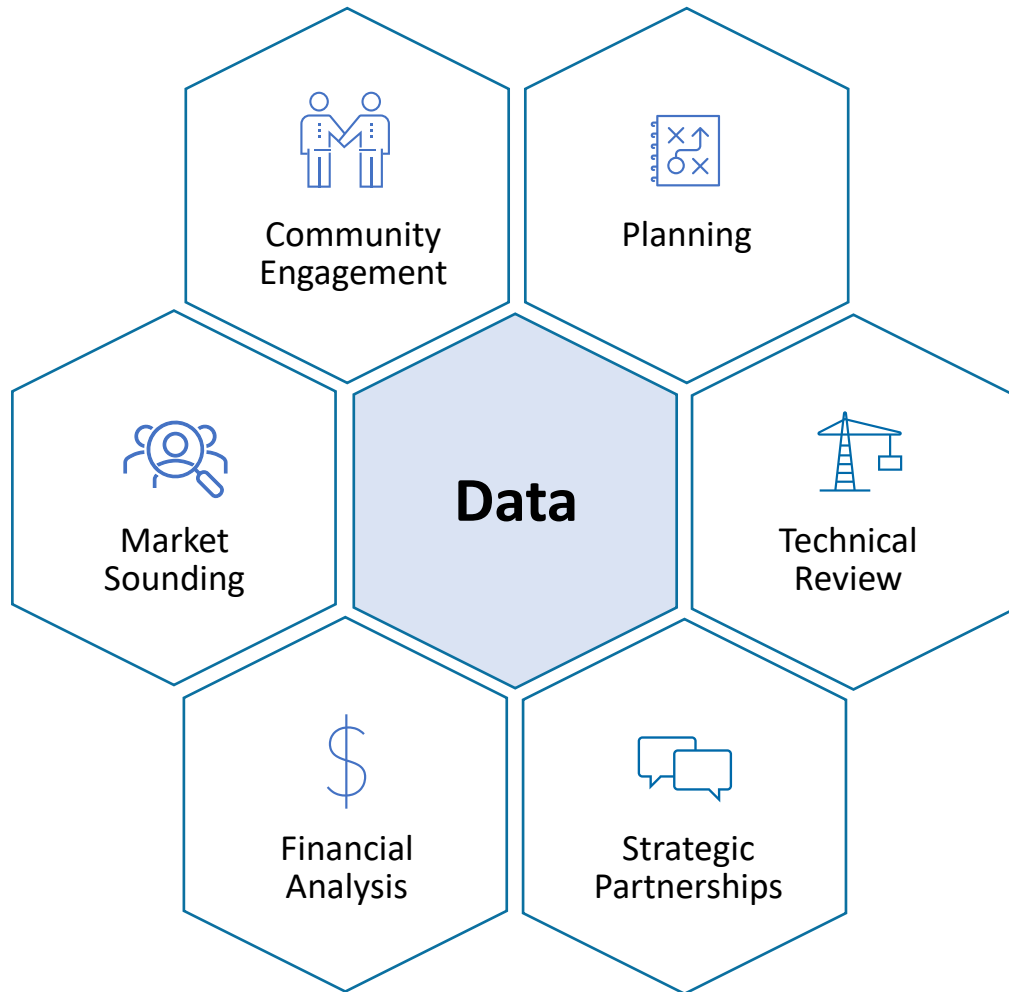 Community
Engagement
Planning
Market
Sounding
Data
Technical
Review
Financial
Analysis
Strategic
Partnerships